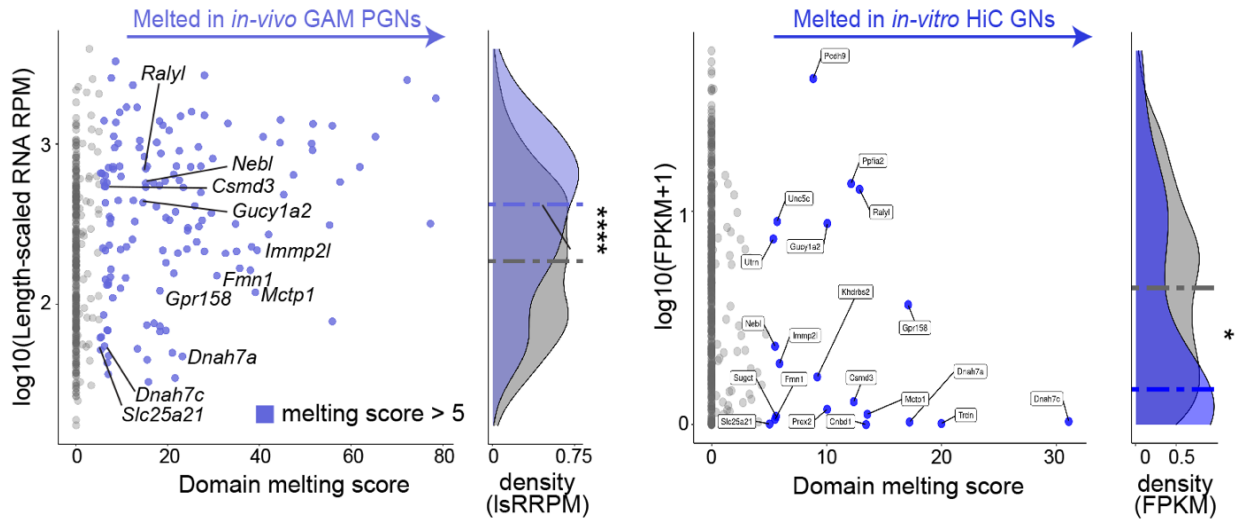 Melted in in-vivo GAM PGNs
log10(Length-scaled RNA RPM)
3
2
Ralyl
Nebl
Csmd3
Gucy1a2
Immp2l
Fmn1
Gpr158
Mctp1
Dnah7a
Dnah7c
Slc25a21
melting score > 5
0
20
40
60
80
Domain melting score
****
0
0.75
density
(lsRRPM)
Melted in in-vitro HiC GNs
log10(FPKM+1)
1
0
Pcdh9
Ppfia2
Ralyl
Unc5c
Gucy1a2
Utrn
Khdrbs2
Gpr158
Nebl
Immp2l
Sugct
Fmn1
Csmd3
Dnah7a
Mctp1
Dnah7c
Slc25a21
Prex2
Cnbd1
Trdn
0
10
20
30
Domain melting score
*
0
0.5
density
(FPKM)